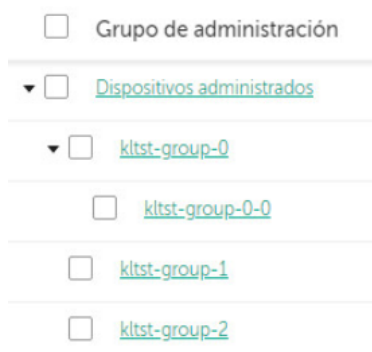 Grupo de administración
Dispositivos administrados
kltst-group-0
kltst-group-0-0
kltst-group-1
kltst-group-2